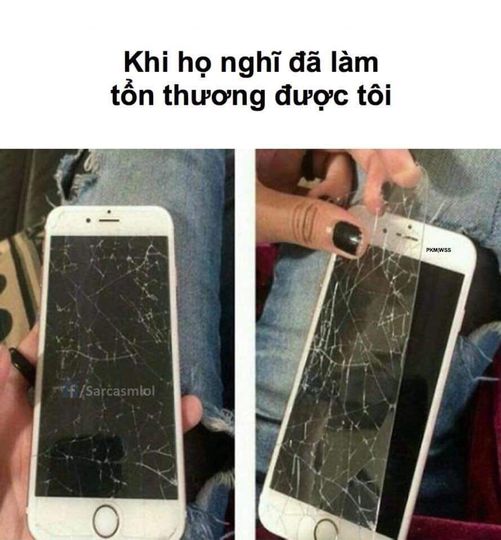 Khi họ nghĩ đã làm
tổn thương được tôi
PKM|WSS
f/Sarcasmlol